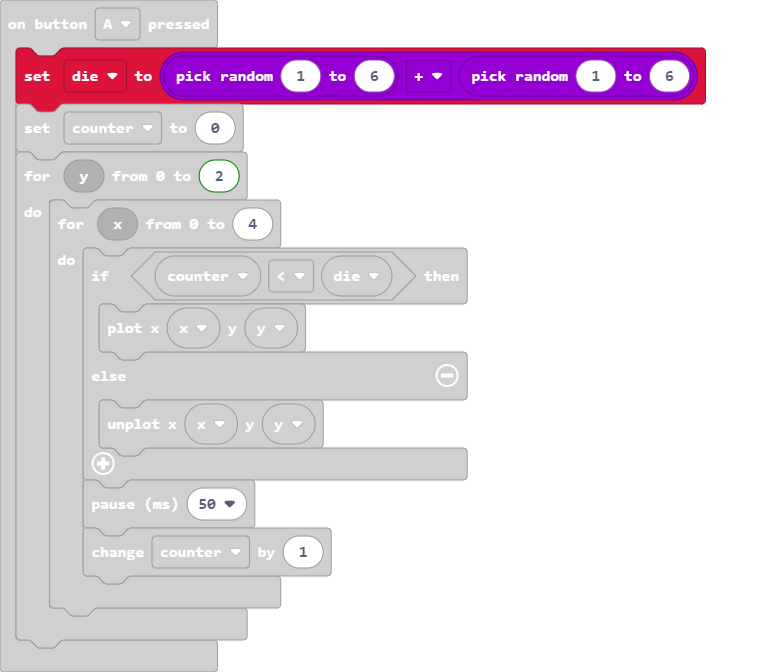 on button A pressed
set die to pick random 1 to 6 + pick random 1 to 6
set counter to 0
for y from 0 to 2
do for x from 0 to 4
do if counter < die then
plot x x y y
else
unplot x x y y
pause (ms) 50
change counter by 1